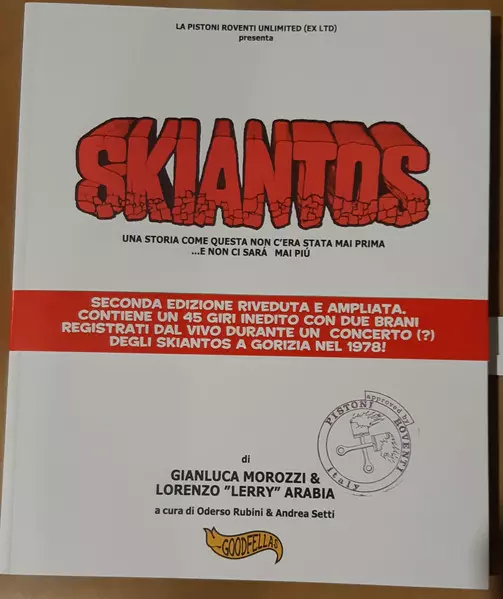 LA PISTONI ROVENTI UNLIMITED (EX LTD)
presenta
SKIANTOS
UNA STORIA COME QUESTA NON C'ERA STATA MAI PRIMA
...E NON CI SARÁ MAI PIÚ
SECONDA EDIZIONE RIVEDUTA E AMPLIATA.
CONTIENE UN 45 GIRI INEDITO CON DUE BRANI
REGISTRATI DAL VIVO DURANTE UN CONCERTO (?)
DEGLI SKIANTOS A GORIZIA NEL 1978!
approved by
PISTONI ROVENTI
Italy
di
GIANLUCA MOROZZI &
LORENZO "LERRY" ARABIA
a cura di Oderso Rubini & Andrea Setti
GOODFELLAS